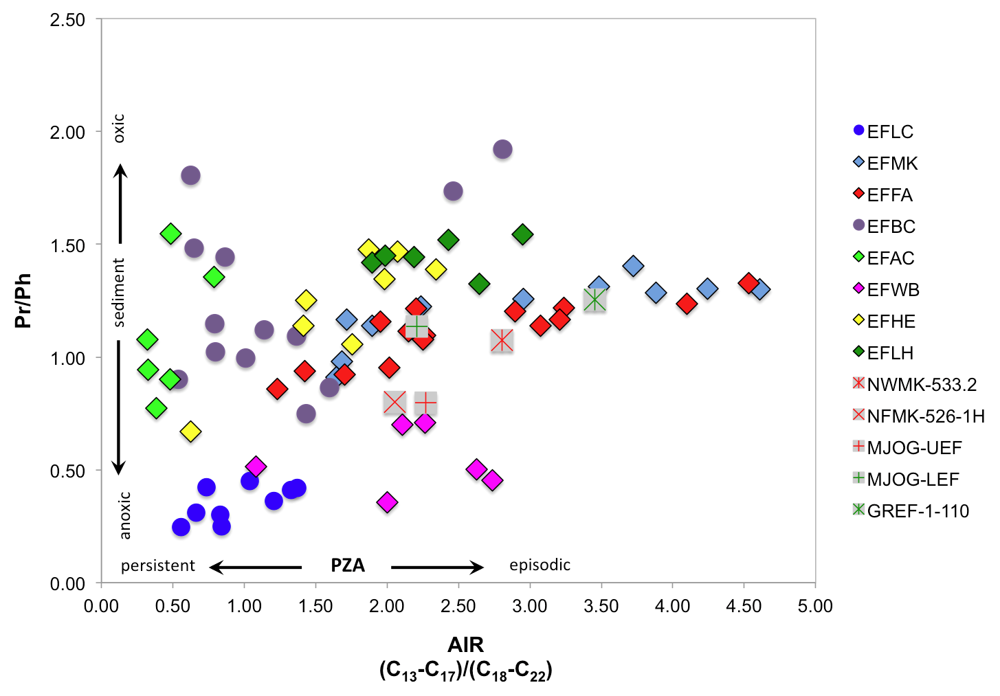 2.50
2.00
1.50
1.00
0.50
0.00
Pr/Ph
oxic
sediment
anoxic
persistent
PZA
episodic
0.00 0.50 1.00 1.50 2.00 2.50 3.00 3.50 4.00 4.50 5.00
AIR
(C₁₃-C₁₇)/(C₁₈-C₂₂)
EFLC
EFMK
EFFA
EFBC
EFAC
EFWB
EFHE
EFLH
NWMK-533.2
NFMK-526-1H
MJOG-UEF
MJOG-LEF
GREF-1-110